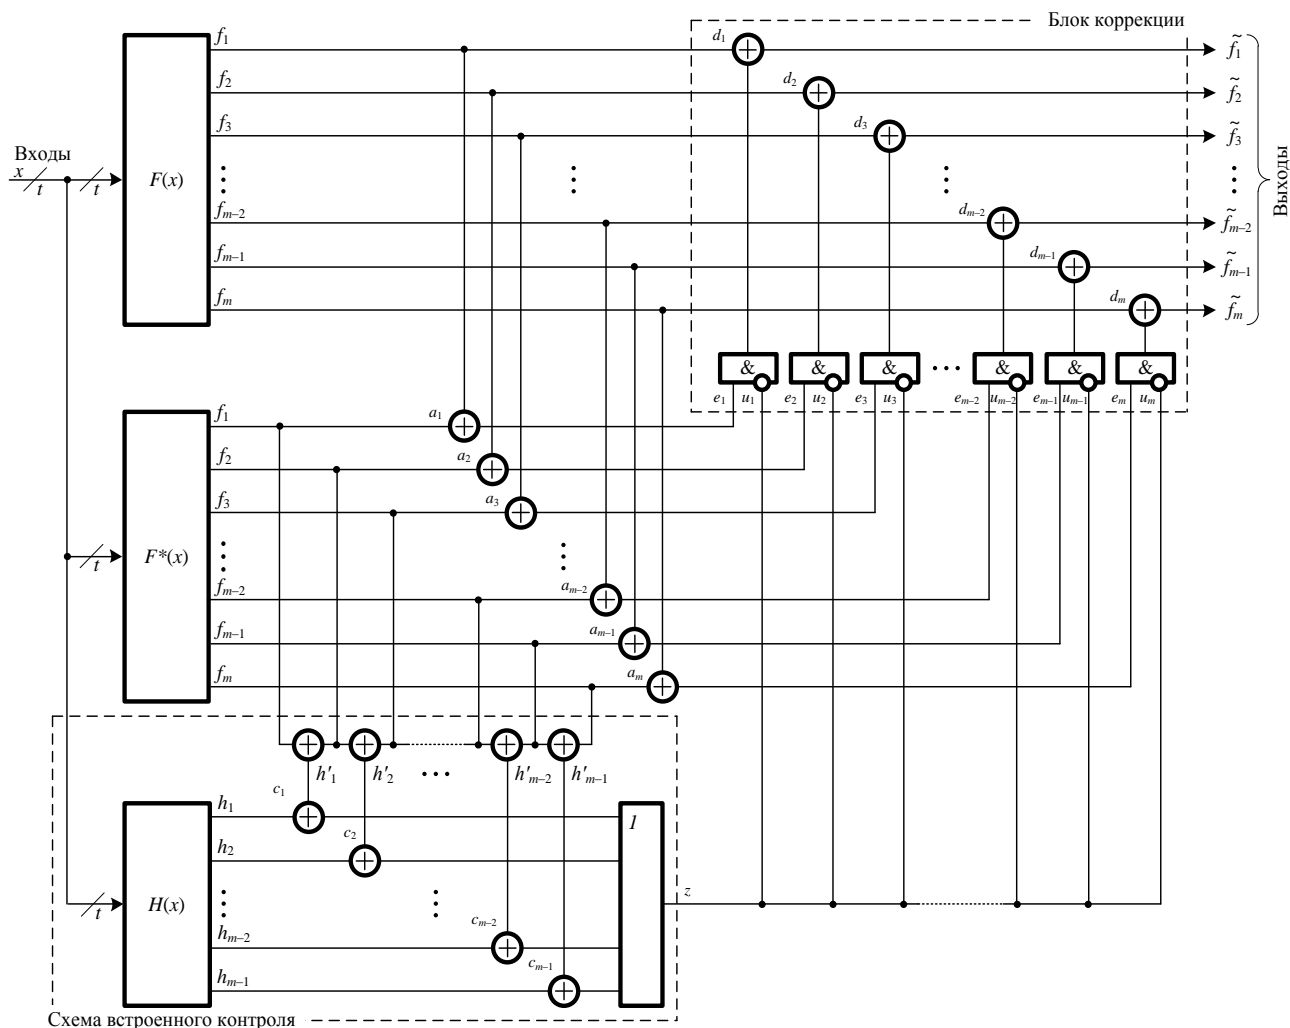 Блок коррекции
f1 d1 f̃1
f2 d2 f̃2
f3 d3 f̃3
Входы
x t t F(x)
fm–2 dm–2 f̃m–2
fm–1 dm–1 f̃m–1
fm dm f̃m
Выходы
& & & & & &
e1 u1 e2 u2 e3 u3 em–2 um–2 em–1 um–1 em um
f1 a1
f2 a2
f3 a3
t F*(x)
fm–2 am–2
fm–1 am–1
fm am
h'1 h'2 h'm–2 h'm–1
h1 c1 1
h2 c2
t H(x) z
hm–2 cm–2
hm–1 cm–1
Схема встроенного контроля